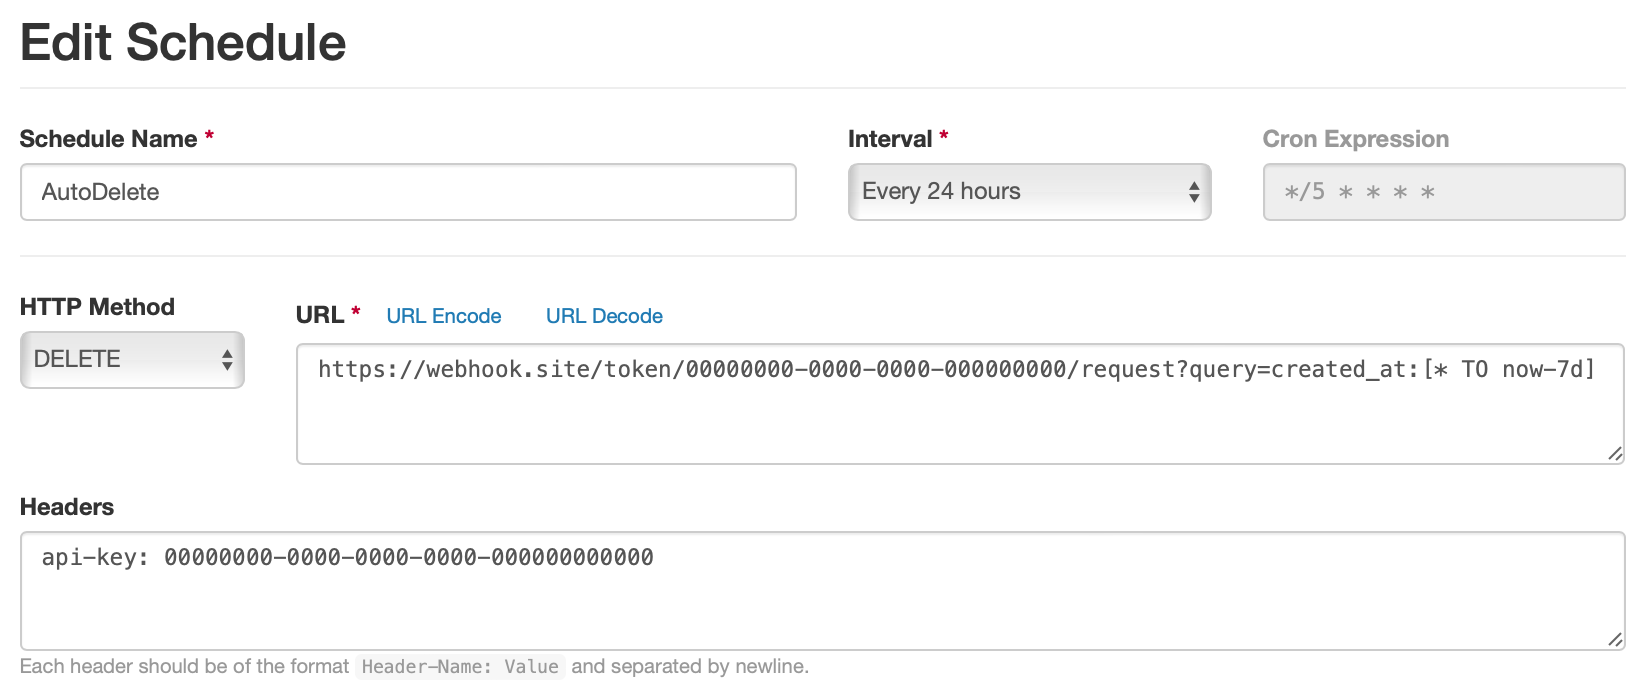 Edit Schedule
Schedule Name *
Interval *
Cron Expression
AutoDelete
Every 24 hours
*/5 * * * *
HTTP Method
URL * URL Encode URL Decode
DELETE
https://webhook.site/token/00000000-0000-0000-000000000/request?query=created_at:[* TO now-7d]
Headers
api-key: 00000000-0000-0000-0000-000000000000
Each header should be of the format Header-Name: Value and separated by newline.